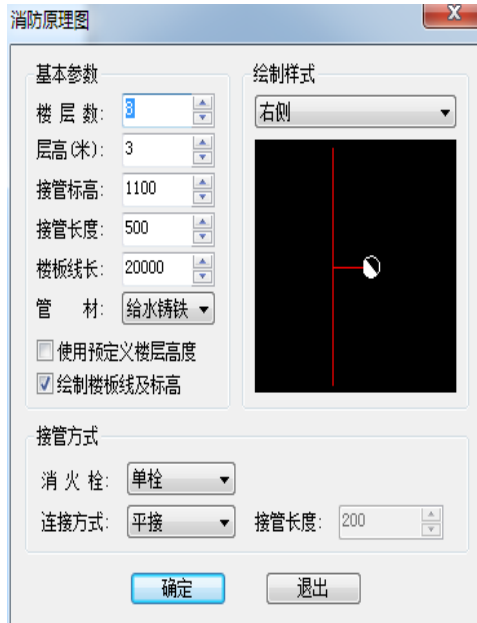 消防原理图
X
基本参数
楼 层 数: 8
层高(米): 3
接管标高: 1100
接管长度: 500
楼板线长: 20000
管 材: 给水铸铁
使用预定义楼层高度
绘制楼板线及标高
绘制样式
右侧
接管方式
消 火 栓: 单栓
连接方式: 平接 接管长度: 200
确定 退出